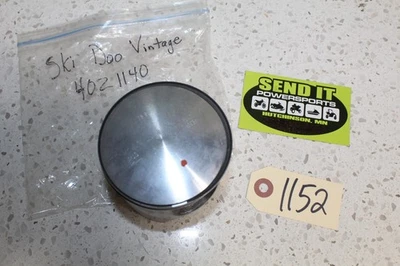 Ski Doo Vintage
402 1140
SEND IT
POWERSPORTS
HUTCHINSON, MN
1152